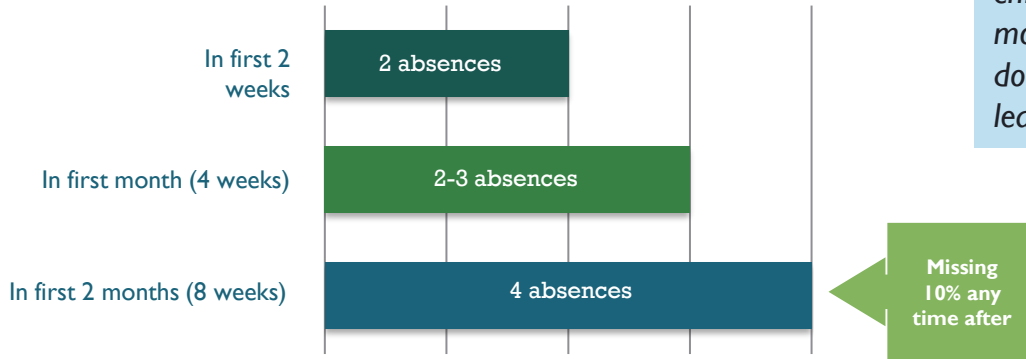 In first 2
weeks
2 absences
In first month (4 weeks)
2-3 absences
In first 2 months (8 weeks)
4 absences
Missing
10% any
time after